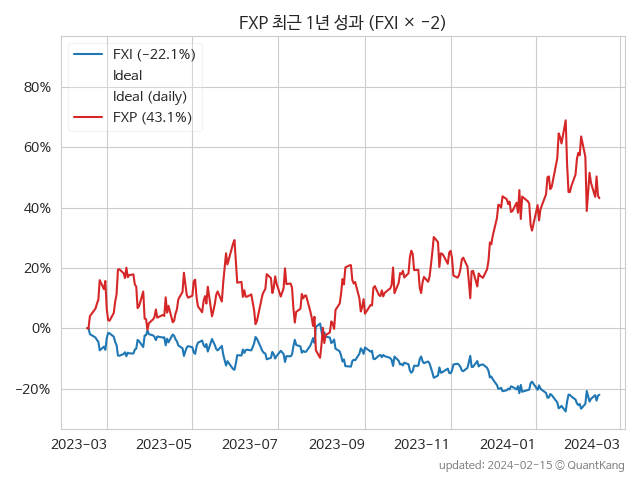 FXP 최근 1년 성과 (FXI × −2)
FXI (−22.1%)
Ideal
Ideal (daily)
FXP (43.1%)
80%
60%
40%
20%
0%
−20%
2023−03 2023−05 2023−07 2023−09 2023−11 2024−01 2024−03
updated: 2024−02−15 ⓒ QuantKang